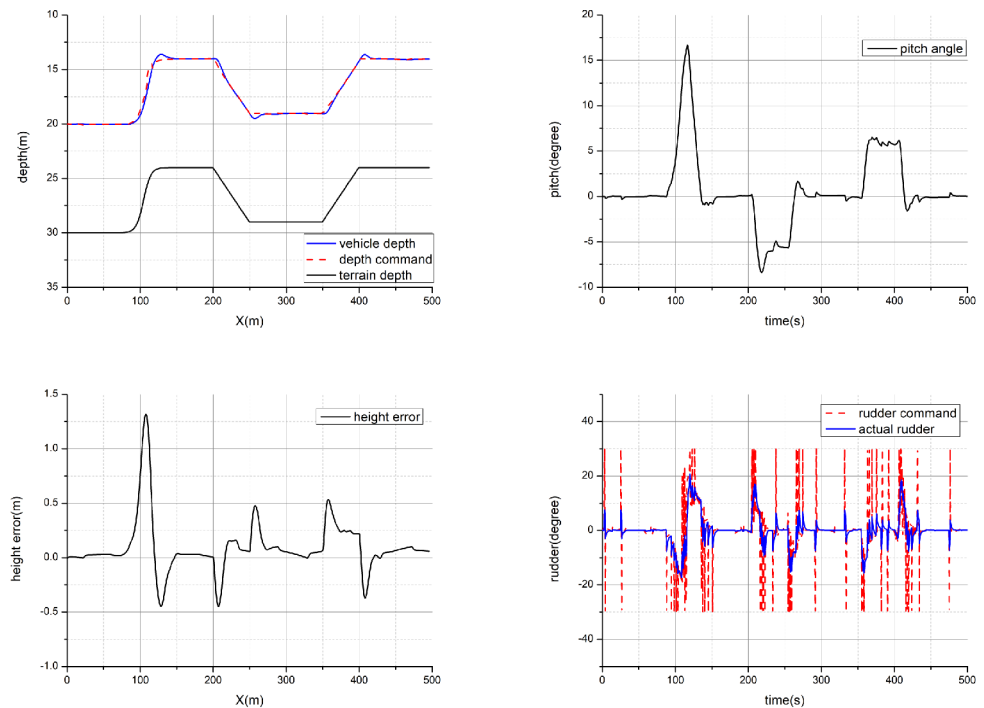 10
15
20
25
30
35
depth(m)
vehicle depth
depth command
terrain depth
0 100 200 300 400 500
X(m)
20
15
10
5
0
-5
-10
pitch(degree)
pitch angle
0 100 200 300 400 500
time(s)
1.5
1.0
0.5
0.0
-0.5
-1.0
height error(m)
height error
0 100 200 300 400 500
X(m)
40
20
0
-20
-40
rudder(degree)
rudder command
actual rudder
0 100 200 300 400 500
time(s)